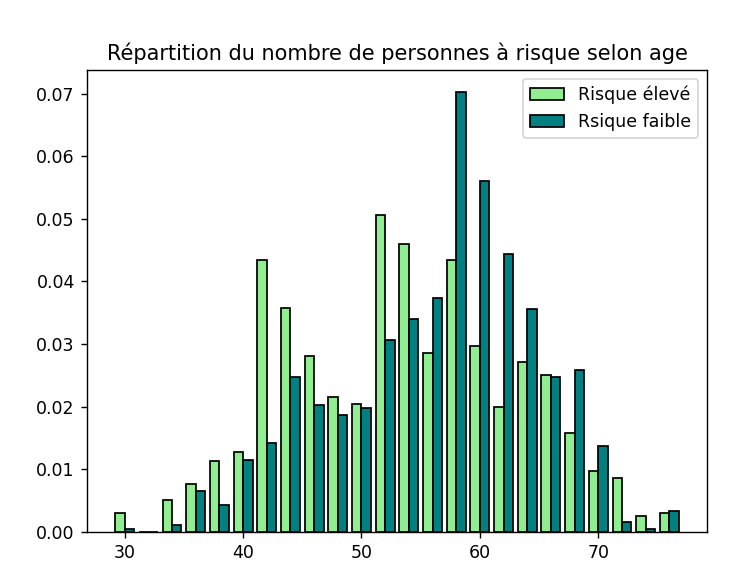 Répartition du nombre de personnes à risque selon age
Risque élevé
Rsique faible
0.07
0.06
0.05
0.04
0.03
0.02
0.01
0.00
30 40 50 60 70